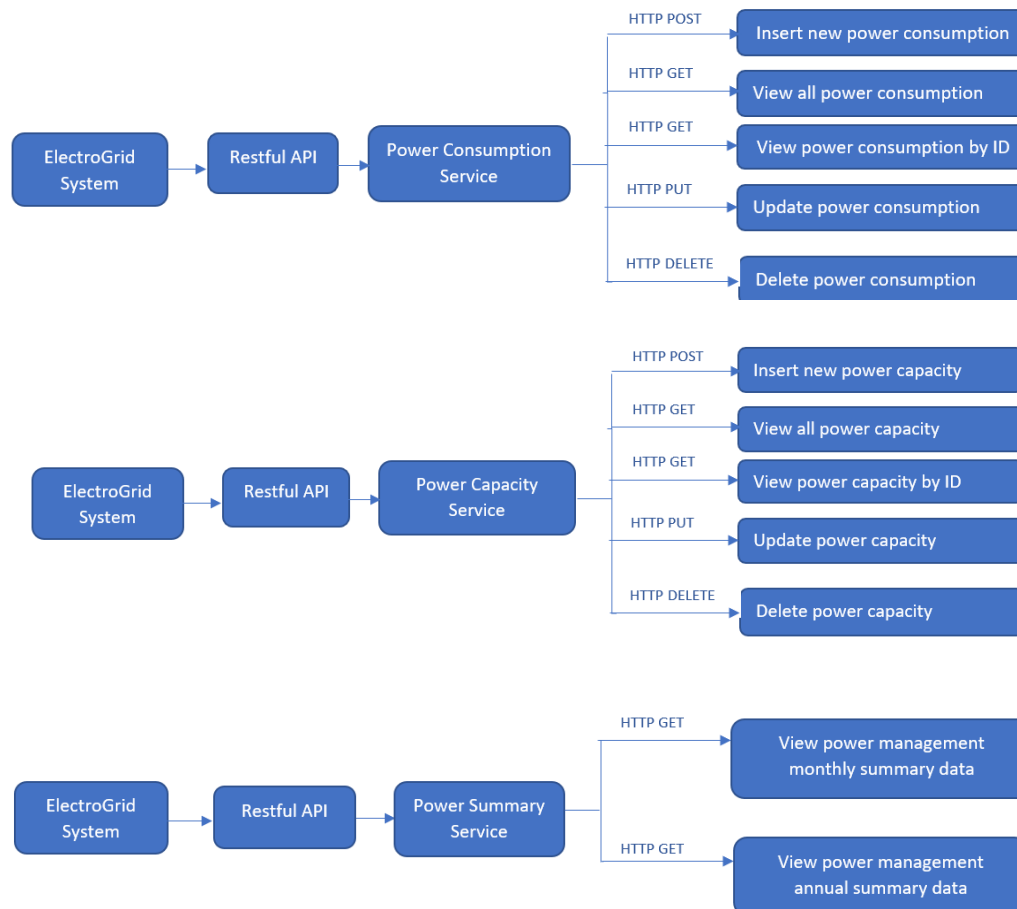 HTTP POST
Insert new power consumption
HTTP GET
View all power consumption
HTTP GET
View power consumption by ID
ElectroGrid
System
Restful API
Power Consumption
Service
HTTP PUT
Update power consumption
HTTP DELETE
Delete power consumption
HTTP POST
Insert new power capacity
HTTP GET
View all power capacity
HTTP GET
View power capacity by ID
ElectroGrid
System
Restful API
Power Capacity
Service
HTTP PUT
Update power capacity
HTTP DELETE
Delete power capacity
HTTP GET
View power management
monthly summary data
ElectroGrid
System
Restful API
Power Summary
Service
HTTP GET
View power management
annual summary data